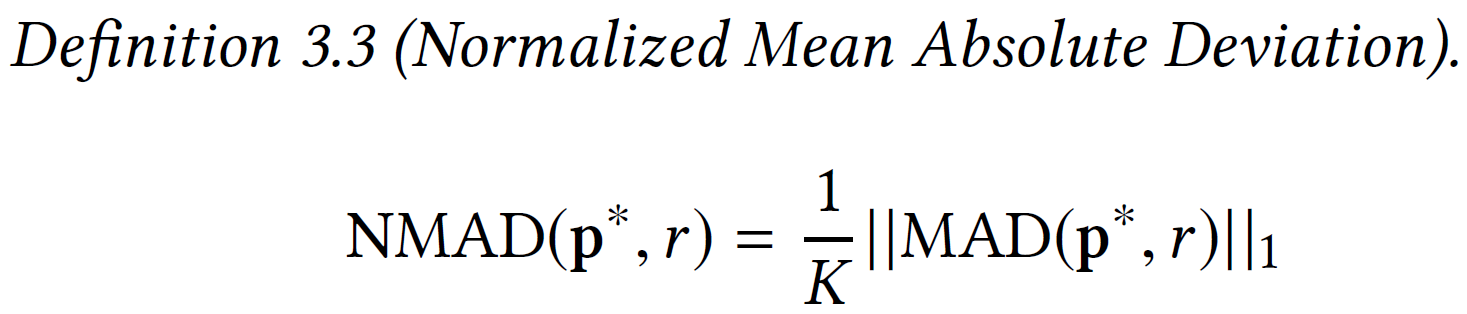 Definition 3.3 (Normalized Mean Absolute Deviation).
NMAD(p*, r) = 1/K ||MAD(p*, r)||₁